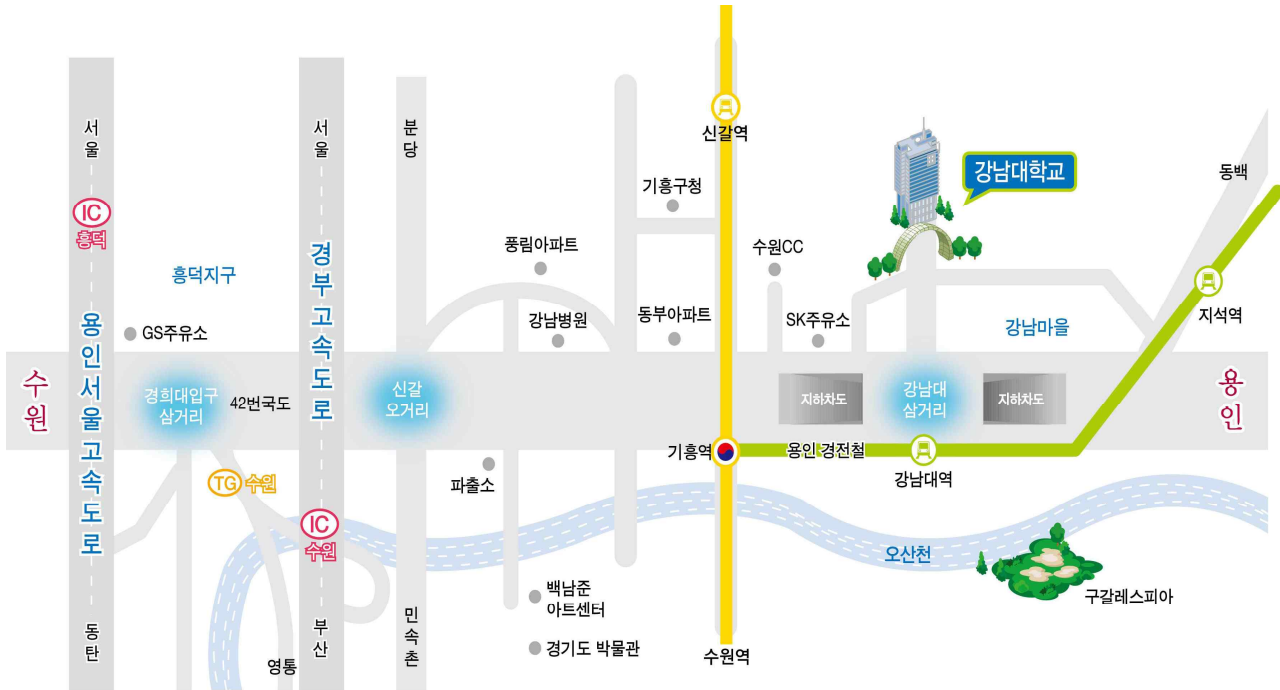 서울
서울
분당
신갈역
강남대학교
동백
기흥구청
IC
흥덕
풍림아파트
수원CC
흥덕지구
경부고속도로
용인서울고속도로
GS주유소
강남병원
동부아파트
SK주유소
강남마을
지석역
수원
경희대입구
삼거리
42번국도
신갈
오거리
지하차도
강남대
삼거리
지하차도
용인
기흥역
용인 경전철
강남대역
TG 수원
파출소
IC
수원
오산천
구갈레스피아
백남준
아트센터
경기도 박물관
동탄
부산
민속촌
영통
수원역